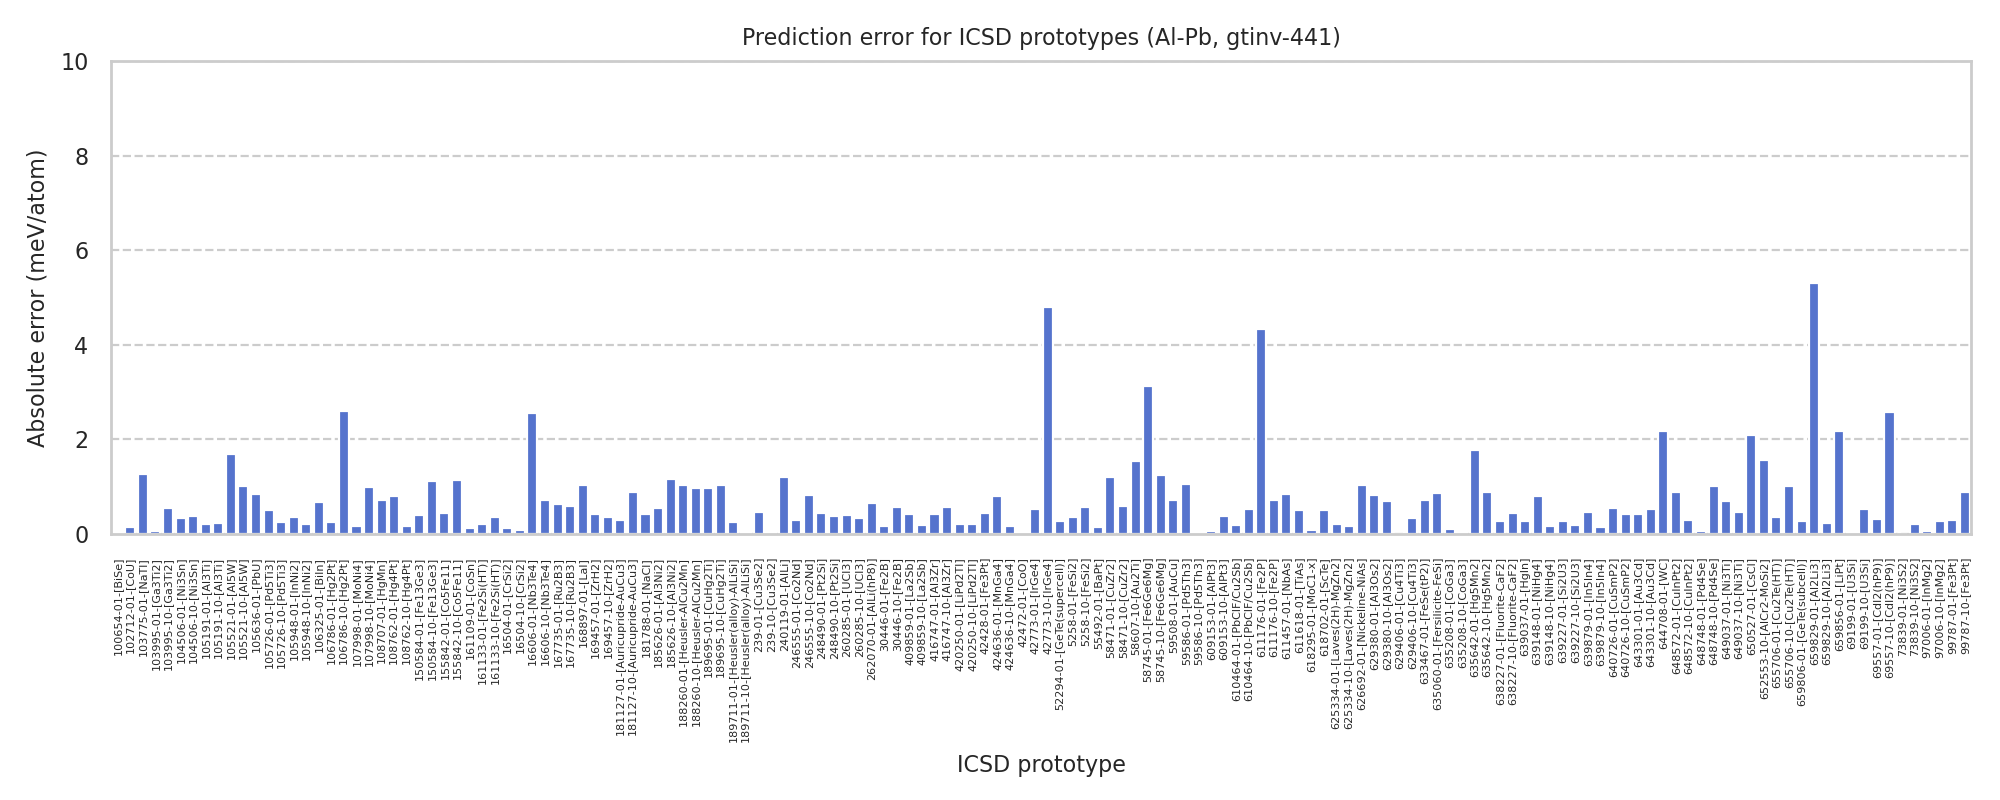 Prediction error for ICSD prototypes (Al-Pb, gtinv-441)
Absolute error (meV/atom)
10
8
6
4
2
0
100654-01-[BiSe]
102712-01-[CoU]
103775-01-[NaTl]
103995-01-[Ga3Ti2]
103995-10-[Ga3Ti2]
104506-01-[Ni3Sn]
104506-10-[Ni3Sn]
105191-01-[Al3Ti]
105191-10-[Al3Ti]
105521-01-[Al5W]
105521-10-[Al5W]
105636-01-[PbU]
105726-01-[Pd5Ti3]
105726-10-[Pd5Ti3]
105948-01-[InNi2]
105948-10-[InNi2]
106325-01-[BiIn]
106786-01-[Hg2Pt]
106786-10-[Hg2Pt]
107998-01-[MoNi4]
107998-10-[MoNi4]
108707-01-[HgMn]
108762-01-[Hg4Pt]
108762-10-[Hg4Pt]
150584-01-[Fe13Ge3]
150584-10-[Fe13Ge3]
155842-01-[Co5Fe11]
155842-10-[Co5Fe11]
161109-01-[CoSn]
161133-01-[Fe2Si(HT)]
161133-10-[Fe2Si(HT)]
16504-01-[CrSi2]
16504-10-[CrSi2]
16606-01-[Nb3Te4]
16606-10-[Nb3Te4]
167735-01-[Ru2B3]
167735-10-[Ru2B3]
168897-01-[LaI]
169457-01-[ZrH2]
169457-10-[ZrH2]
181127-01-[Auricupride-AuCu3]
181127-10-[Auricupride-AuCu3]
181788-01-[NaCl]
185626-01-[Al3Ni2]
185626-10-[Al3Ni2]
188260-01-[Heusler-AlCu2Mn]
188260-10-[Heusler-AlCu2Mn]
189695-01-[CuHg2Ti]
189695-10-[CuHg2Ti]
189711-01-[Heusler(alloy)-AlLiSi]
189711-10-[Heusler(alloy)-AlLiSi]
239-01-[Cu3Se2]
239-10-[Cu3Se2]
240119-01-[AlLi]
246555-01-[Co2Nd]
246555-10-[Co2Nd]
248490-01-[Pt2Si]
248490-10-[Pt2Si]
260285-01-[UCl3]
260285-10-[UCl3]
262070-01-[AlLi(hP8)]
30446-01-[Fe2B]
30446-10-[Fe2B]
409859-01-[La2Sb]
409859-10-[La2Sb]
416747-01-[Al3Zr]
416747-10-[Al3Zr]
420250-01-[LiPd2Tl]
420250-10-[LiPd2Tl]
42428-01-[Fe3Pt]
424636-01-[MnGa4]
424636-10-[MnGa4]
42472-01-[CoO]
42773-01-[IrGe4]
42773-10-[IrGe4]
52294-01-[GeTe(supercell)]
5258-01-[FeSi2]
5258-10-[FeSi2]
55492-01-[BaPt]
58471-01-[CuZr2]
58471-10-[CuZr2]
58607-10-[Au2Ti]
58745-01-[Fe6Ge6Mg]
58745-10-[Fe6Ge6Mg]
59508-01-[AuCu]
59586-01-[Pd5Th3]
59586-10-[Pd5Th3]
609153-01-[AlPt3]
609153-10-[AlPt3]
610464-01-[PbClF/Cu2Sb]
610464-10-[PbClF/Cu2Sb]
611176-01-[Fe2P]
611176-10-[Fe2P]
611457-01-[NbAs]
611618-01-[TiAs]
618295-01-[MoC1-x]
618702-01-[ScTe]
625334-01-[Laves(2H)-MgZn2]
625334-10-[Laves(2H)-MgZn2]
626692-01-[Nickeline-NiAs]
629380-01-[Al3Os2]
629380-10-[Al3Os2]
629406-01-[Cu4Ti3]
629406-10-[Cu4Ti3]
633467-01-[FeSe(tP2)]
635060-01-[Fersilicite-FeSi]
635208-01-[CoGa3]
635208-10-[CoGa3]
635642-01-[Hg5Mn2]
635642-10-[Hg5Mn2]
638227-01-[Fluorite-CaF2]
638227-10-[Fluorite-CaF2]
639037-01-[HgIn]
639148-01-[NiHg4]
639148-10-[NiHg4]
639227-01-[Si2U3]
639227-10-[Si2U3]
639879-01-[In5In4]
639879-10-[In5In4]
640726-01-[CuSmP2]
640726-10-[CuSmP2]
643301-01-[Au3Cd]
643301-10-[Au3Cd]
644708-01-[WC]
648572-01-[CuInPt2]
648572-10-[CuInPt2]
648748-01-[Pd4Se]
648748-10-[Pd4Se]
649037-01-[Ni3Ti]
649037-10-[Ni3Ti]
650527-01-[CsCl]
652553-10-[AlCr2-MoSi2]
655706-01-[Cu2Te(HT)]
655706-10-[Cu2Te(HT)]
659806-01-[GeTe(subcell)]
659829-01-[Al2Li3]
659829-10-[Al2Li3]
659856-01-[LiPt]
69199-01-[U3Si]
69199-10-[U3Si]
69557-01-[CdI2(hP9)]
69557-10-[CdI2(hP9)]
73839-01-[Ni3S2]
73839-10-[Ni3S2]
97006-01-[InMg2]
97006-10-[InMg2]
99787-01-[Fe3Pt]
99787-10-[Fe3Pt]
ICSD prototype